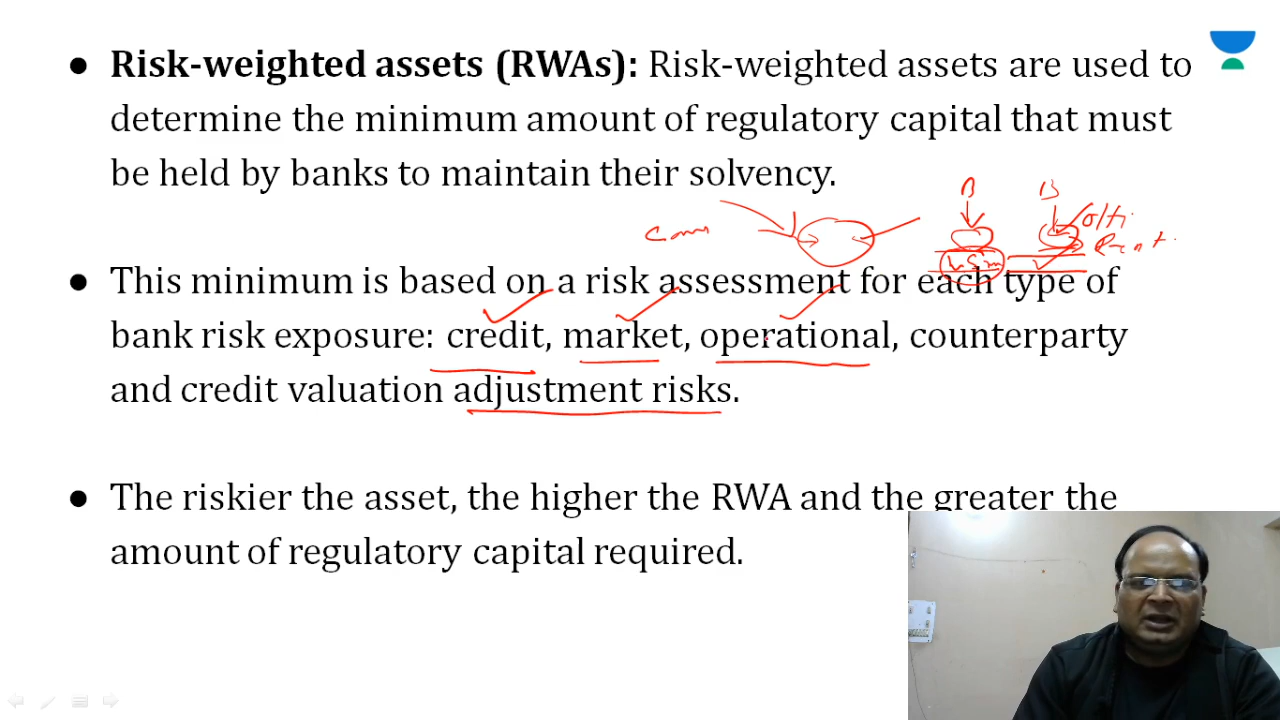 ● Risk-weighted assets (RWAs): Risk-weighted assets are used to
determine the minimum amount of regulatory capital that must
be held by banks to maintain their solvency.
B B
● This minimum is based on a risk assessment for each type of
bank risk exposure: credit, market, operational, counterparty
and credit valuation adjustment risks.
● The riskier the asset, the higher the RWA and the greater the
amount of regulatory capital required.